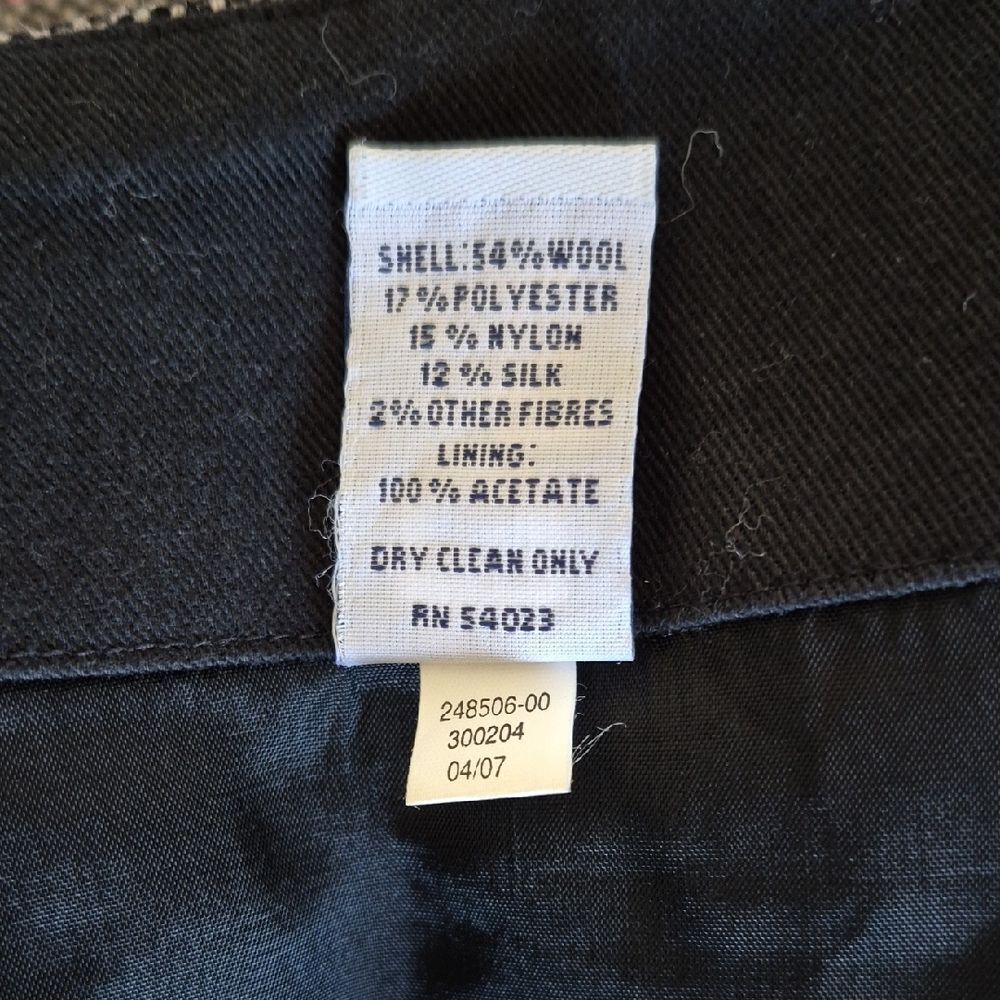 SHELL: 54% WOOL
17% POLYESTER
15% NYLON
12% SILK
2% OTHER FIBRES
LINING:
100% ACETATE
DRY CLEAN ONLY
RN 54023
248506-00
300204
04/07